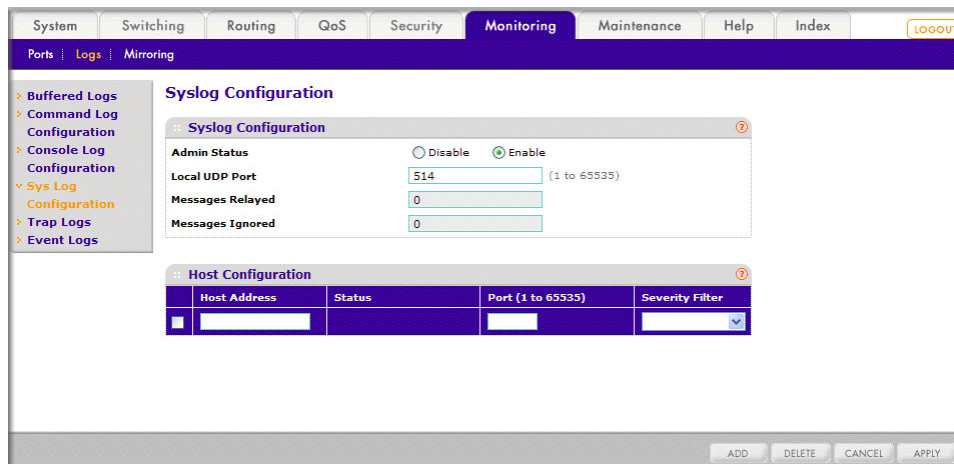 System Switching Routing QoS Security Monitoring Maintenance Help Index
LOGOUT
Ports Logs Mirroring
Buffered Logs
Command Log
Configuration
Console Log
Configuration
Sys Log
Configuration
Trap Logs
Event Logs
Syslog Configuration
Syslog Configuration
Admin Status Disable Enable
Local UDP Port 514 (1 to 65535)
Messages Relayed 0
Messages Ignored 0
Host Configuration
Host Address Status Port (1 to 65535) Severity Filter
ADD DELETE CANCEL APPLY